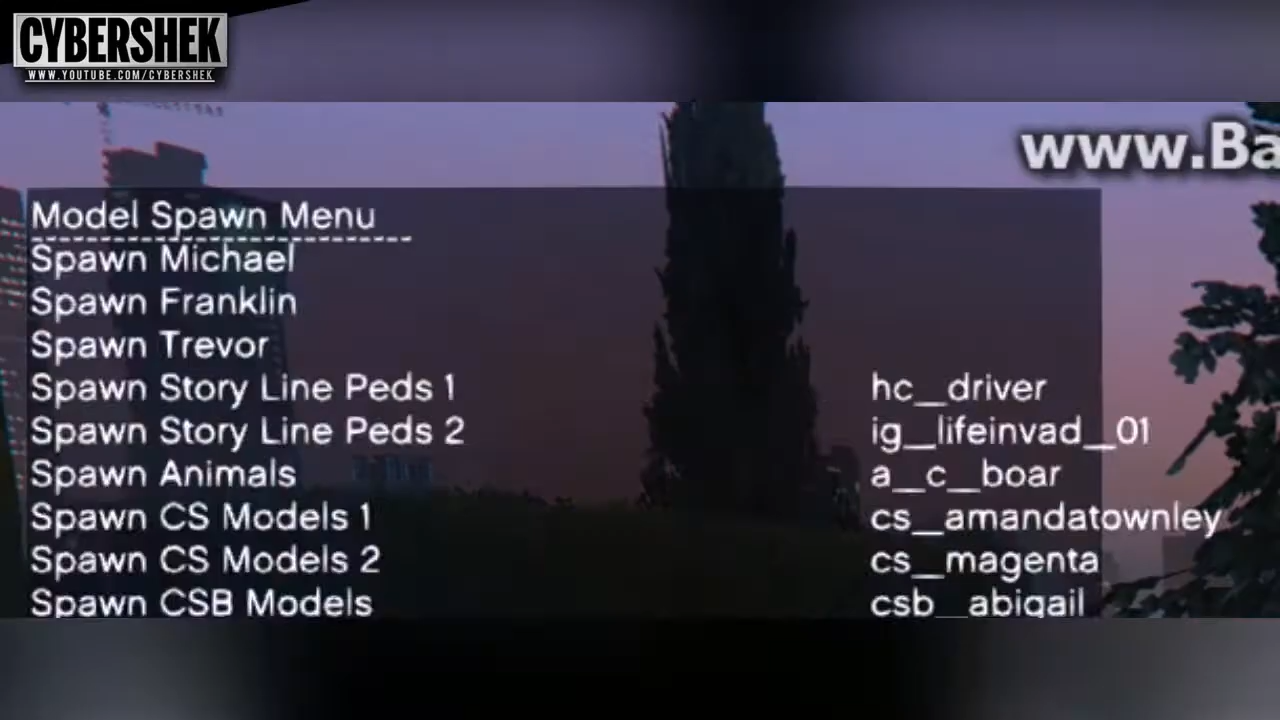 CYBERSHEK
WWW.YOUTUBE.COM/CYBERSHEK
www.Ba
Model Spawn Menu
Spawn Michael
Spawn Franklin
Spawn Trevor
Spawn Story Line Peds 1 hc_driver
Spawn Story Line Peds 2 ig_lifeinvad_01
Spawn Animals a_c_boar
Spawn CS Models 1 cs_amandatownley
Spawn CS Models 2 cs_magenta
Spawn CSB Models csb_abigail